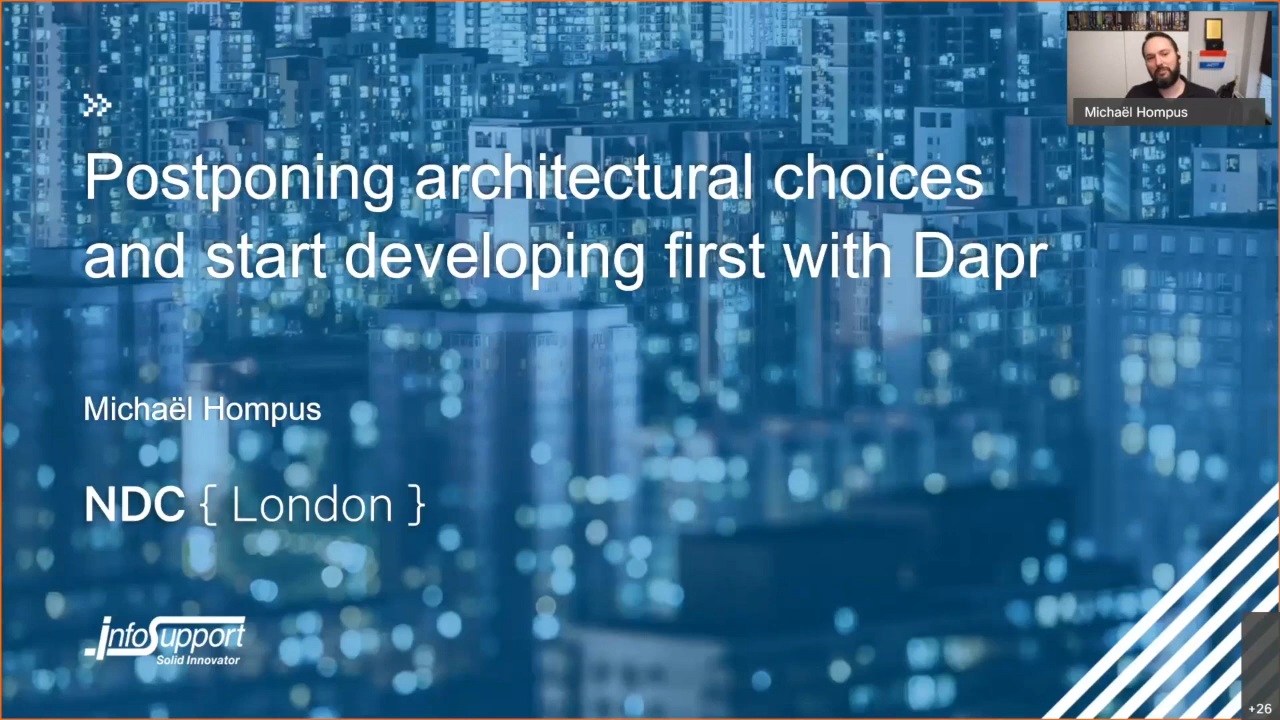 Michaël Hompus
Postponing architectural choices
and start developing first with Dapr
Michaël Hompus
NDC { London }
infoSupport
Solid Innovator
+26